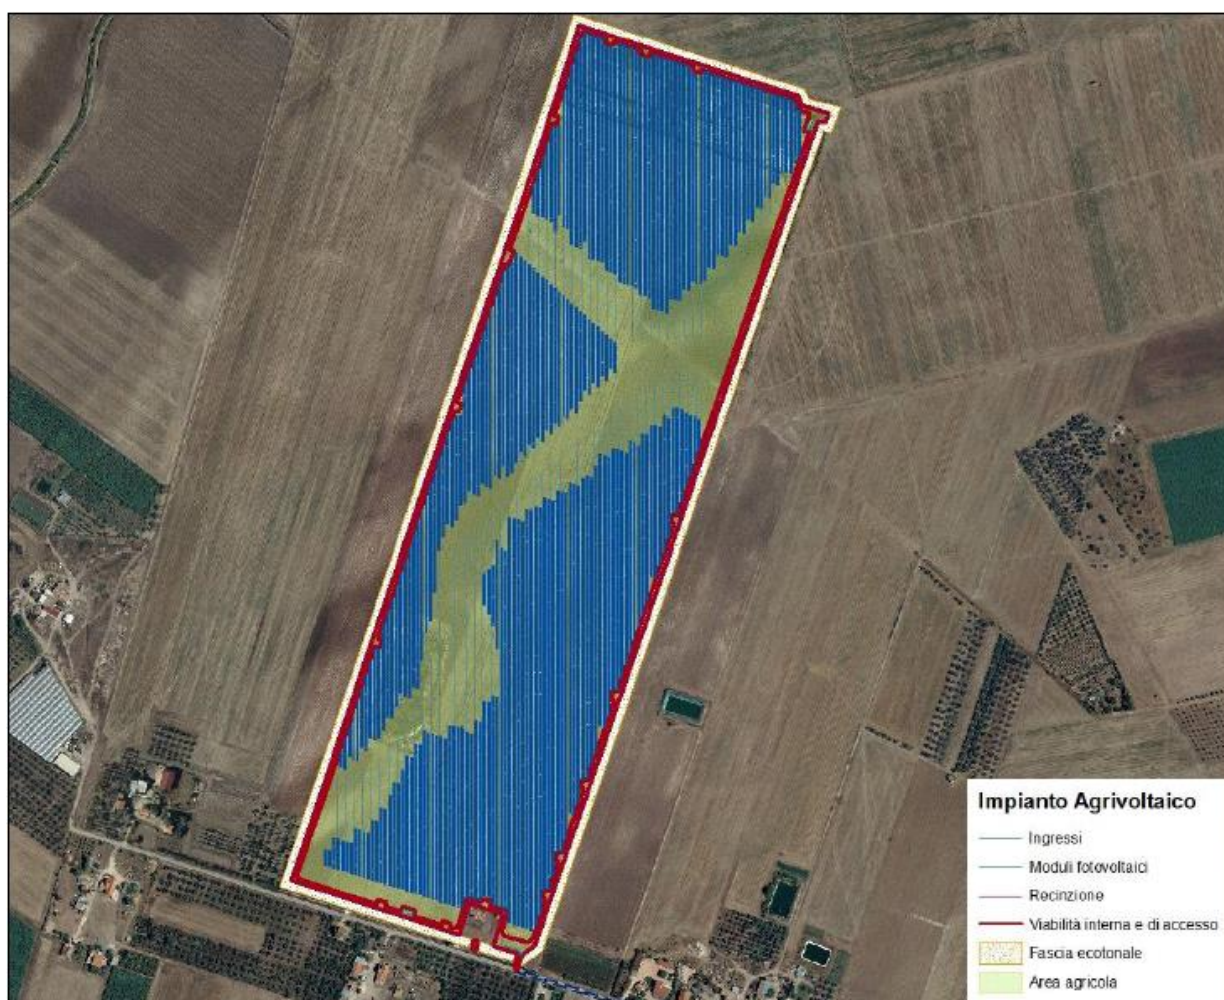 Impianto Agrivoltaico
Ingressi
Moduli fotovoltaici
Recinzione
Viabilità interna e di accesso
Fascia ecotonale
Area agricola